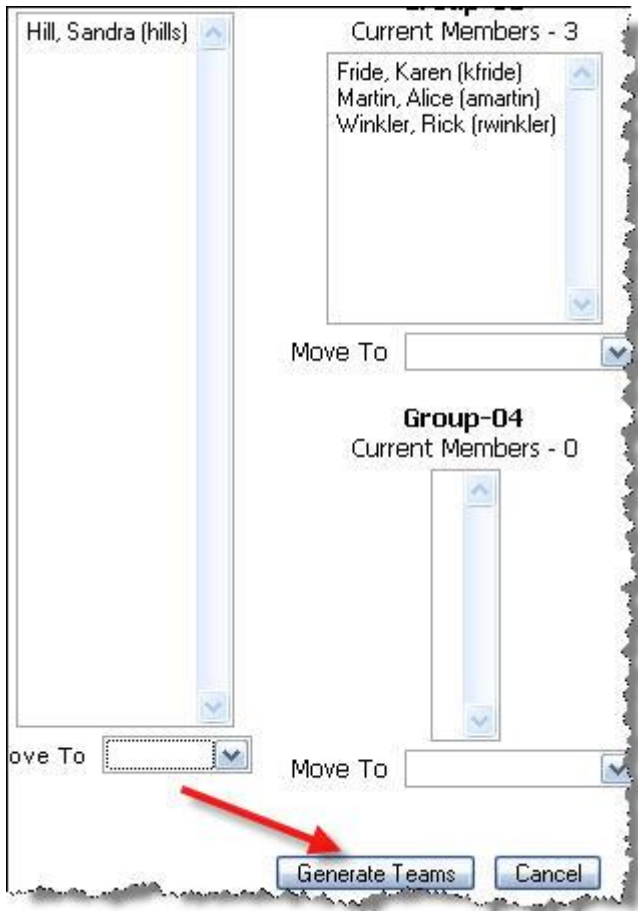 Hill, Sandra (hills)
Current Members - 3
Fride, Karen (kfride)
Martin, Alice (amartin)
Winkler, Rick (rwinkler)
Move To
Group-04
Current Members - 0
ove To
Move To
Generate Teams
Cancel